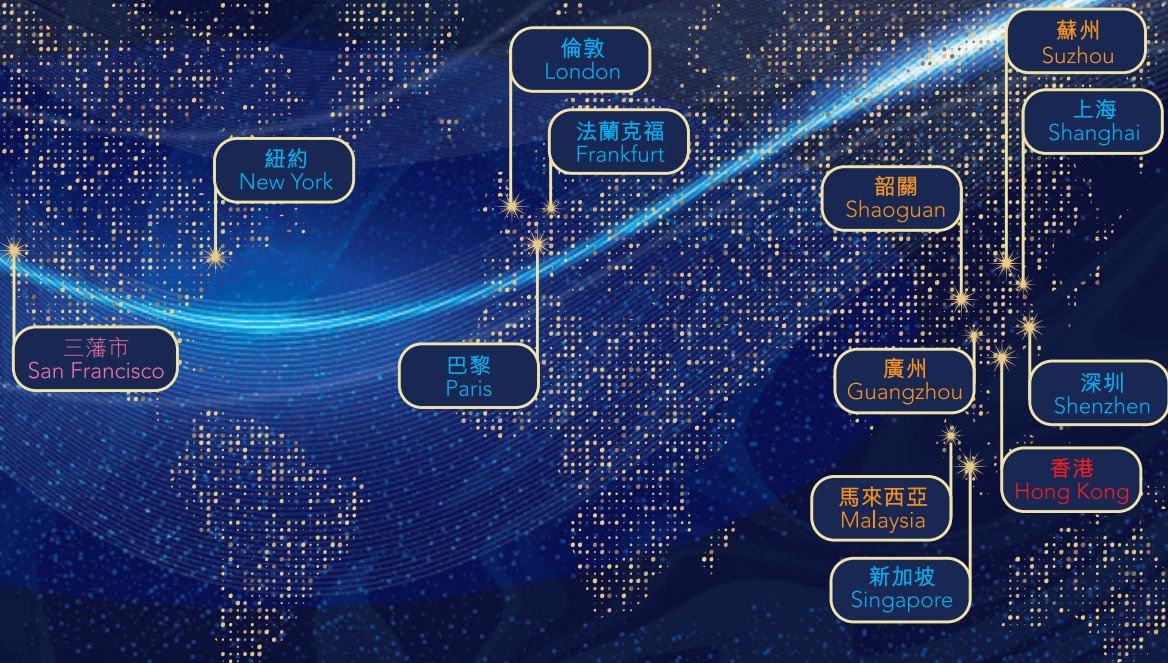 倫敦
London
蘇州
Suzhou
法蘭克福
Frankfurt
上海
Shanghai
紐約
New York
韶關
Shaoguan
三藩市
San Francisco
巴黎
Paris
廣州
Guangzhou
深圳
Shenzhen
香港
Hong Kong
馬來西亞
Malaysia
新加坡
Singapore